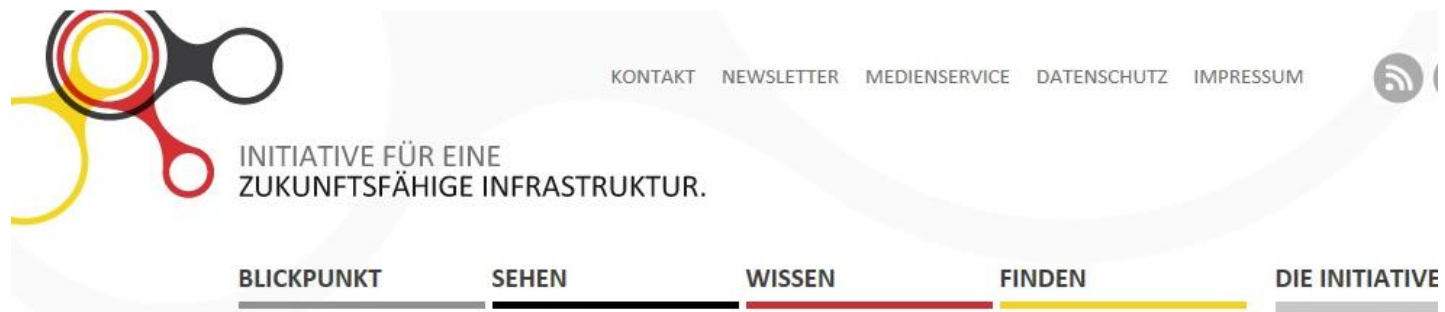 KONTAKT NEWSLETTER MEDIENSERVICE DATENSCHUTZ IMPRESSUM
INITIATIVE FÜR EINE
ZUKUNFTSFÄHIGE INFRASTRUKTUR.
BLICKPUNKT SEHEN WISSEN FINDEN DIE INITIATIVE